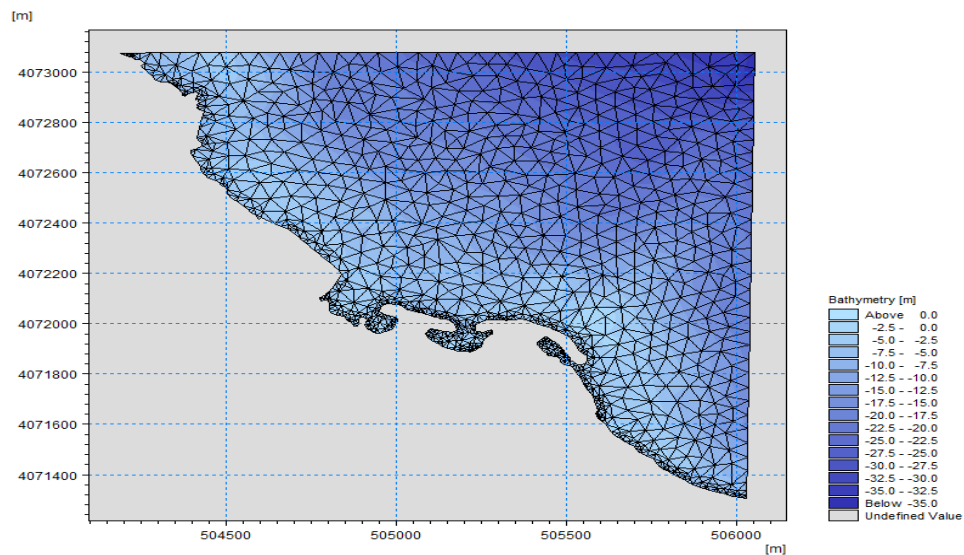 [m]
4073000
4072800
4072600
4072400
4072200
4072000
4071800
4071600
4071400
504500 505000 505500 506000
[m]
Bathymetry [m]
Above 0.0
-2.5 - 0.0
-5.0 - -2.5
-7.5 - -5.0
-10.0 - -7.5
-12.5 - -10.0
-15.0 - -12.5
-17.5 - -15.0
-20.0 - -17.5
-22.5 - -20.0
-25.0 - -22.5
-27.5 - -25.0
-30.0 - -27.5
-32.5 - -30.0
-35.0 - -32.5
Below -35.0
Undefined Value